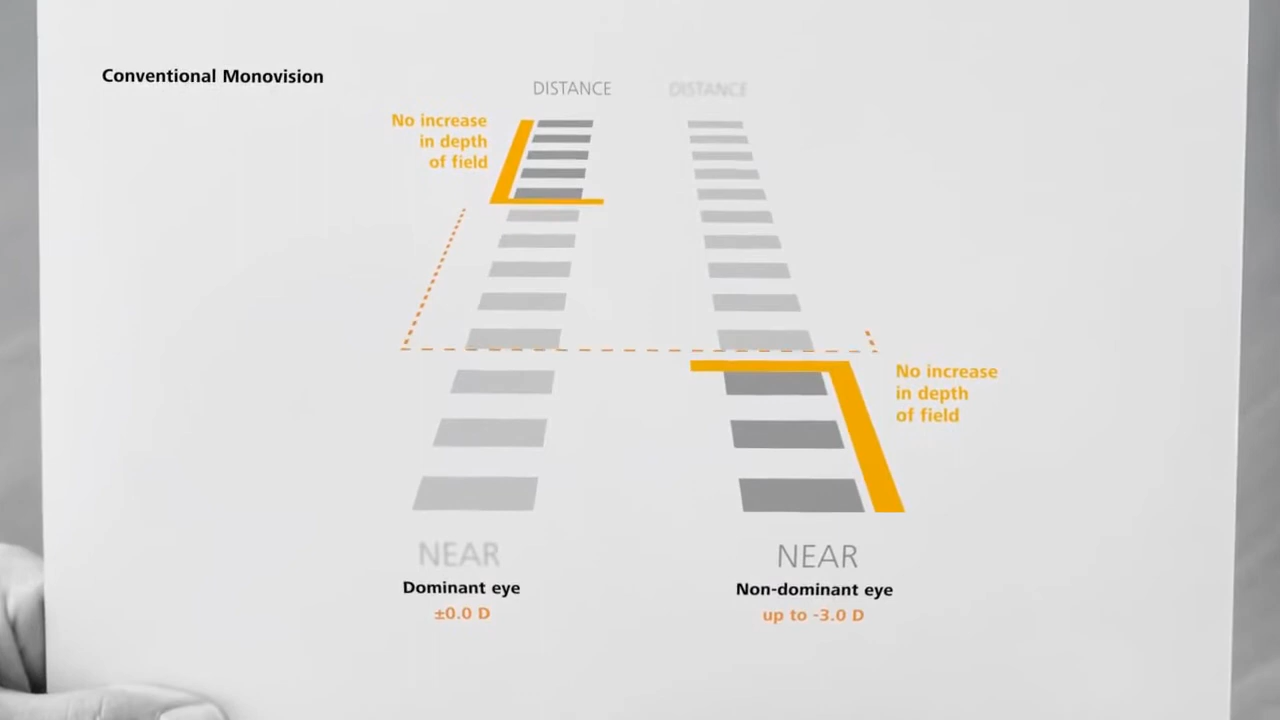 Conventional Monovision
DISTANCE
DISTANCE
No increase
in depth
of field
No increase
in depth
of field
NEAR
NEAR
Dominant eye
Non-dominant eye
±0.0 D
up to -3.0 D